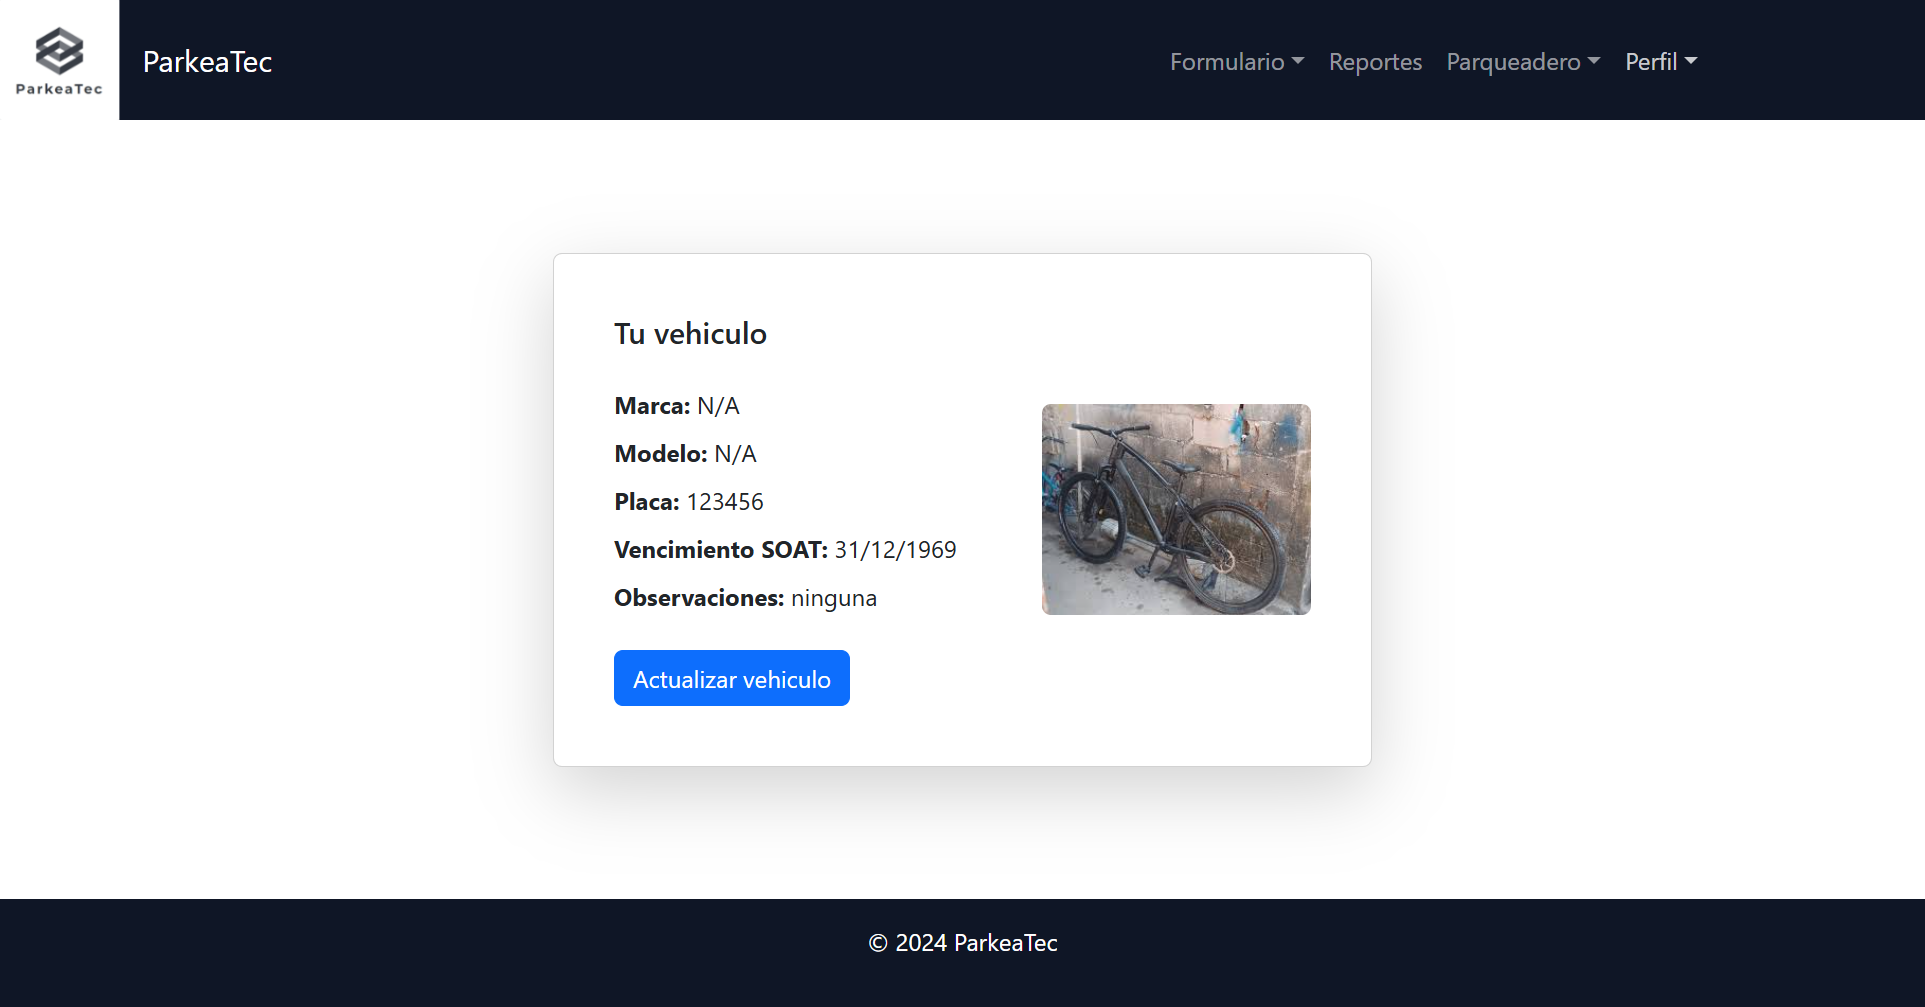 ParkeaTec
ParkeaTec
Formulario
Reportes
Parqueadero
Perfil
Tu vehiculo
Marca: N/A
Modelo: N/A
Placa: 123456
Vencimiento SOAT: 31/12/1969
Observaciones: ninguna
Actualizar vehiculo
© 2024 ParkeaTec